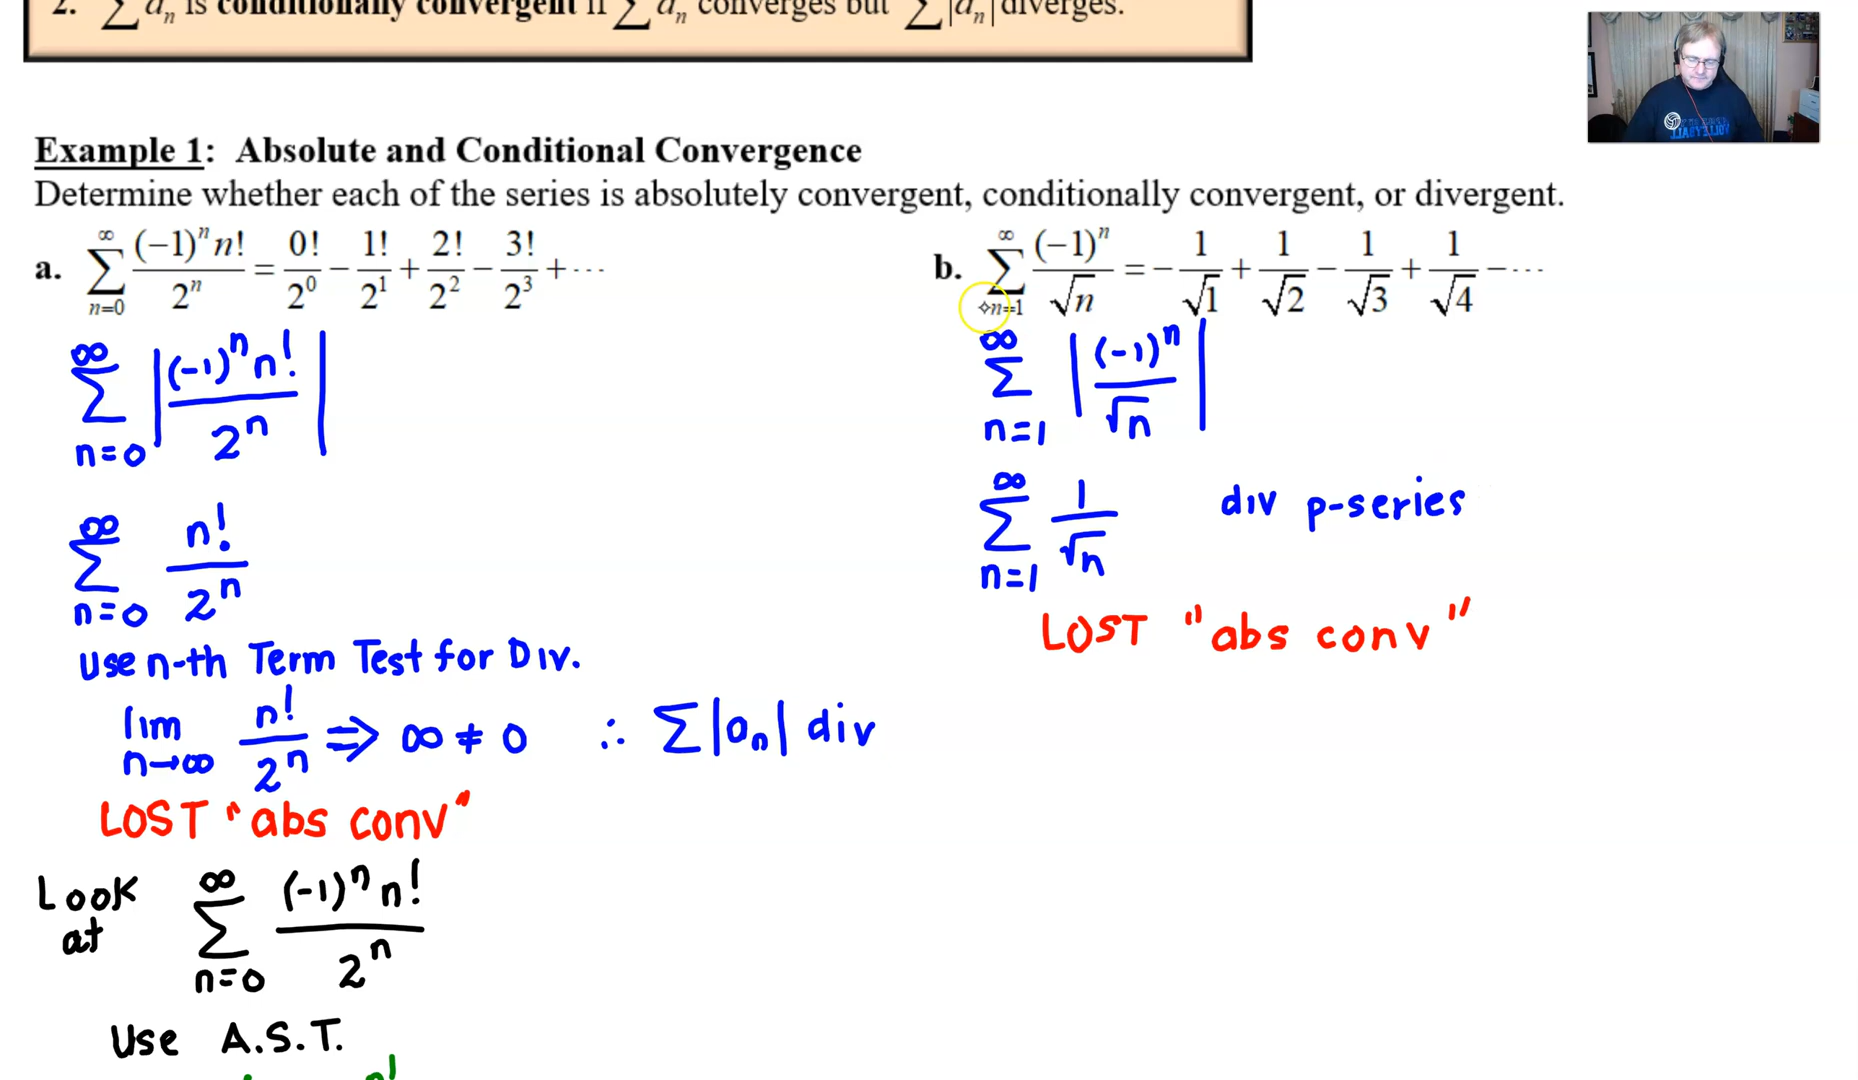 2. ∑ aₙ is conditionally convergent if ∑ aₙ converges but ∑ |aₙ| diverges.
Example 1: Absolute and Conditional Convergence
Determine whether each of the series is absolutely convergent, conditionally convergent, or divergent.
a. ∑_{n=0}^{∞} (−1)ⁿ n! / 2ⁿ = 0!/2⁰ − 1!/2¹ + 2!/2² − 3!/2³ + ⋯
∑_{n=0}^{∞} |(-1)ⁿ n! / 2ⁿ|
∑_{n=0}^{∞} n! / 2ⁿ
Use n-th Term Test for Div.
lim_{n→∞} n! / 2ⁿ ⇒ ∞ ≠ 0 ∴ ∑ |aₙ| div
LOST "abs conv"
Look at ∑_{n=0}^{∞} (-1)ⁿ n! / 2ⁿ
Use A.S.T.
n!
b. ∑_{n=1}^{∞} (−1)ⁿ / √n = − 1/√1 + 1/√2 − 1/√3 + 1/√4 − ⋯
∑_{n=1}^{∞} |(-1)ⁿ / √n|
∑_{n=1}^{∞} 1 / √n div p-series
LOST "abs conv"